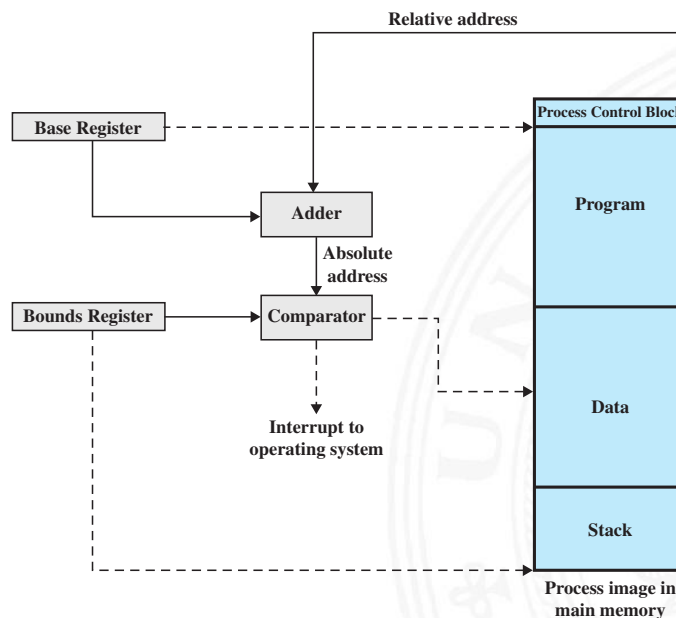 Relative address
Process Control Bloc
Base Register
Program
Adder
Absolute
address
Bounds Register
Comparator
Data
Interrupt to
operating system
Stack
Process image in
main memory